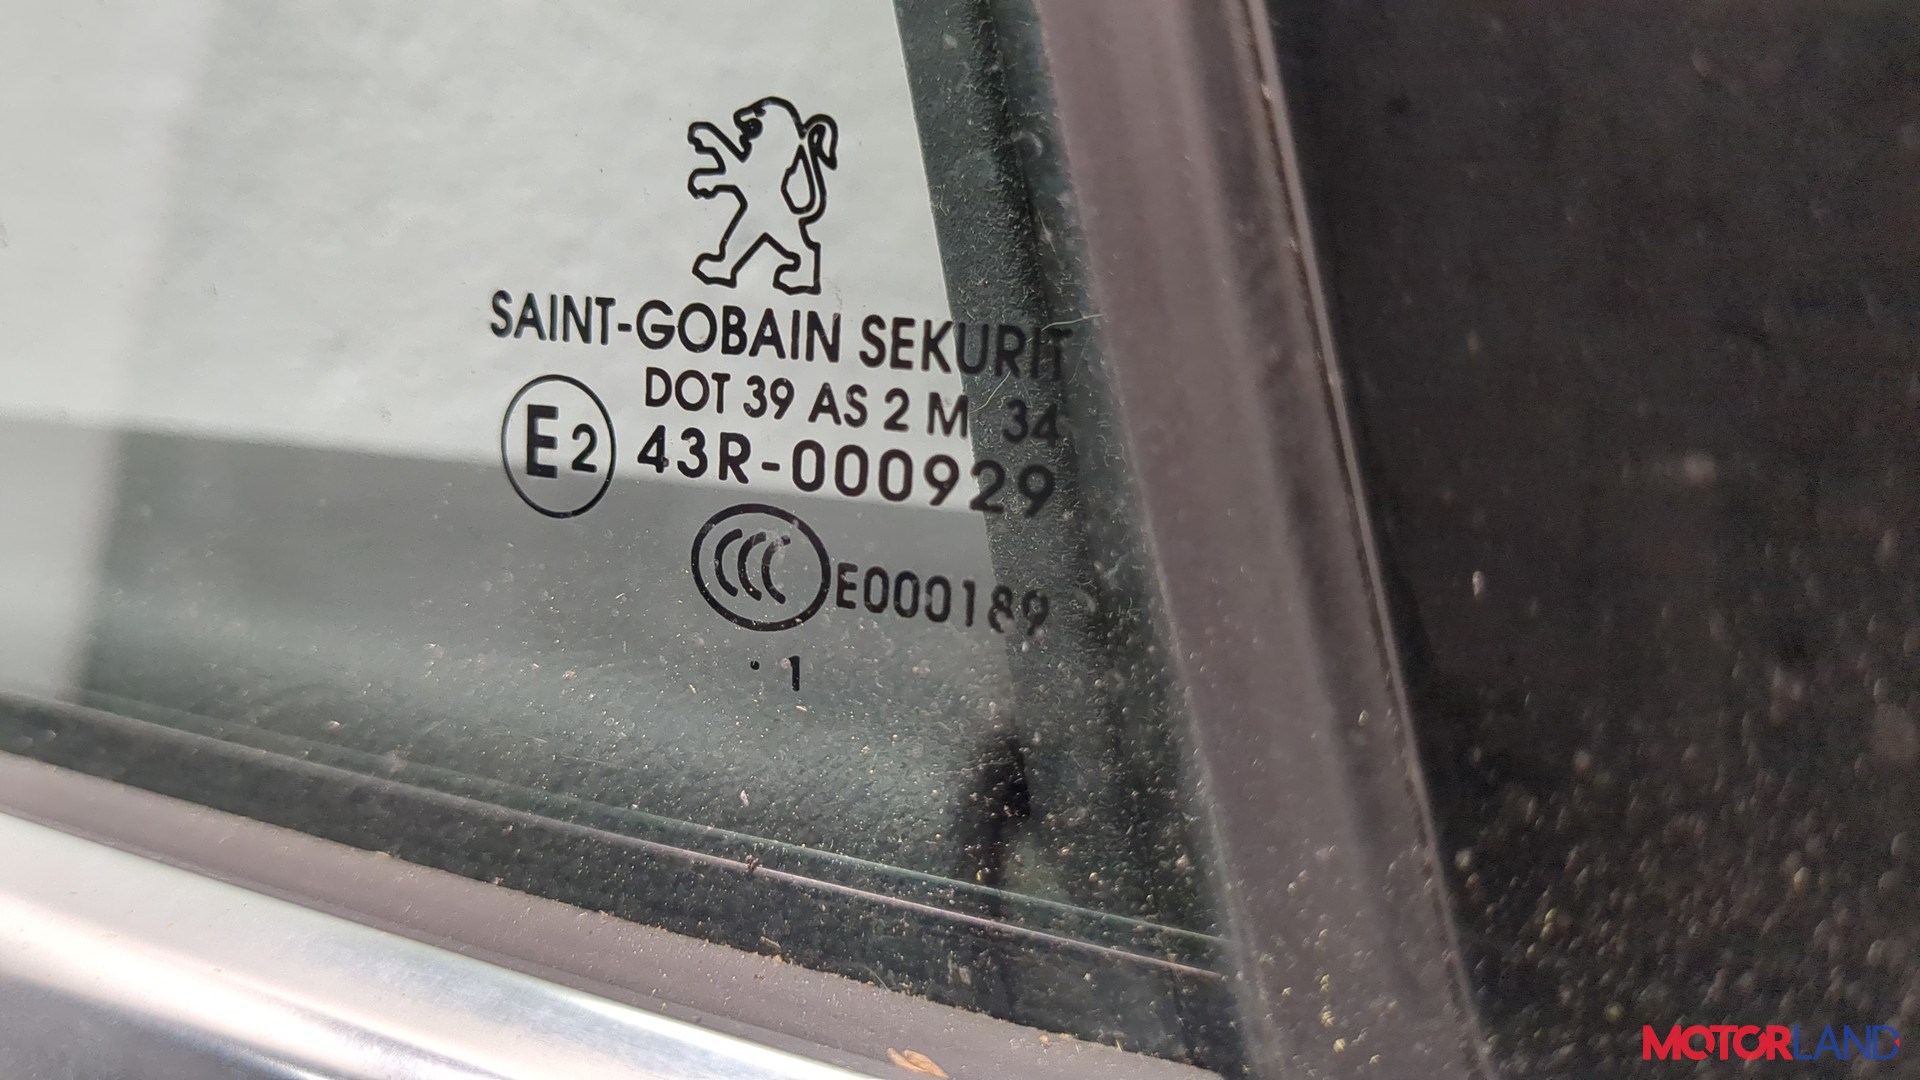 SAINT-GOBAIN SEKURIT
DOT 39 AS 2 M 34
E2 43R-000929
CCC E000189
. 1
MOTORLAND